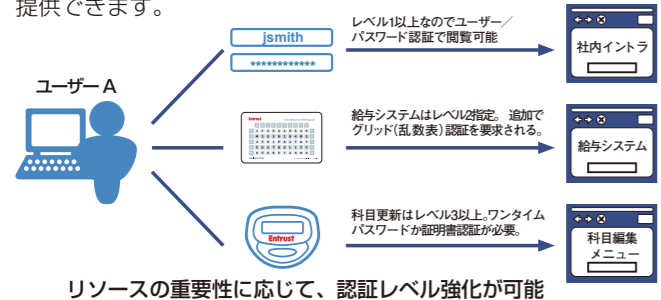 提供できます。
jsmith
************
レベル1以上なのでユーザー／
パスワード認証で閲覧可能
社内イントラ
ユーザーA
Entrust
給与システムはレベル2指定。追加で
グリッド(乱数表)認証を要求される。
給与システム
Entrust
科目更新はレベル3以上。ワンタイム
パスワードか証明書認証が必要。
科目編集
メニュー
リソースの重要性に応じて、認証レベル強化が可能